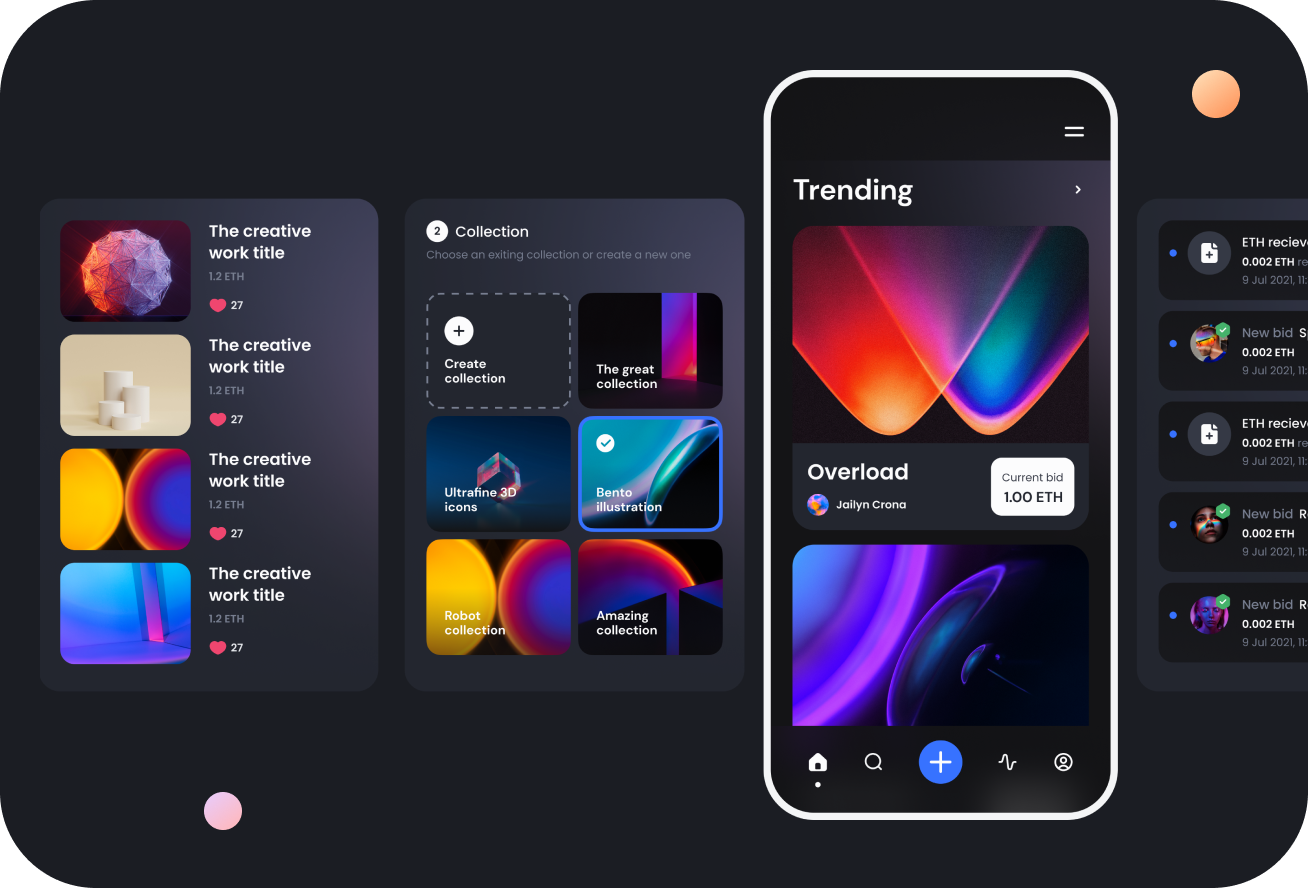 The creative
work title
1.2 ETH
27
The creative
work title
1.2 ETH
27
The creative
work title
1.2 ETH
27
The creative
work title
1.2 ETH
27
2 Collection
Choose an exiting collection or create a new one
Create
collection
The great
collection
Ultrafine 3D
icons
Bento
illustration
Robot
collection
Amazing
collection
Trending
Overload
Jailyn Crona
Current bid
1.00 ETH
ETH reciev
0.002 ETH re
9 Jul 2021, 11:
New bid S
0.002 ETH
9 Jul 2021, 11:
ETH reciev
0.002 ETH re
9 Jul 2021, 11:
New bid R
0.002 ETH
9 Jul 2021, 11:
New bid R
0.002 ETH
9 Jul 2021, 11: